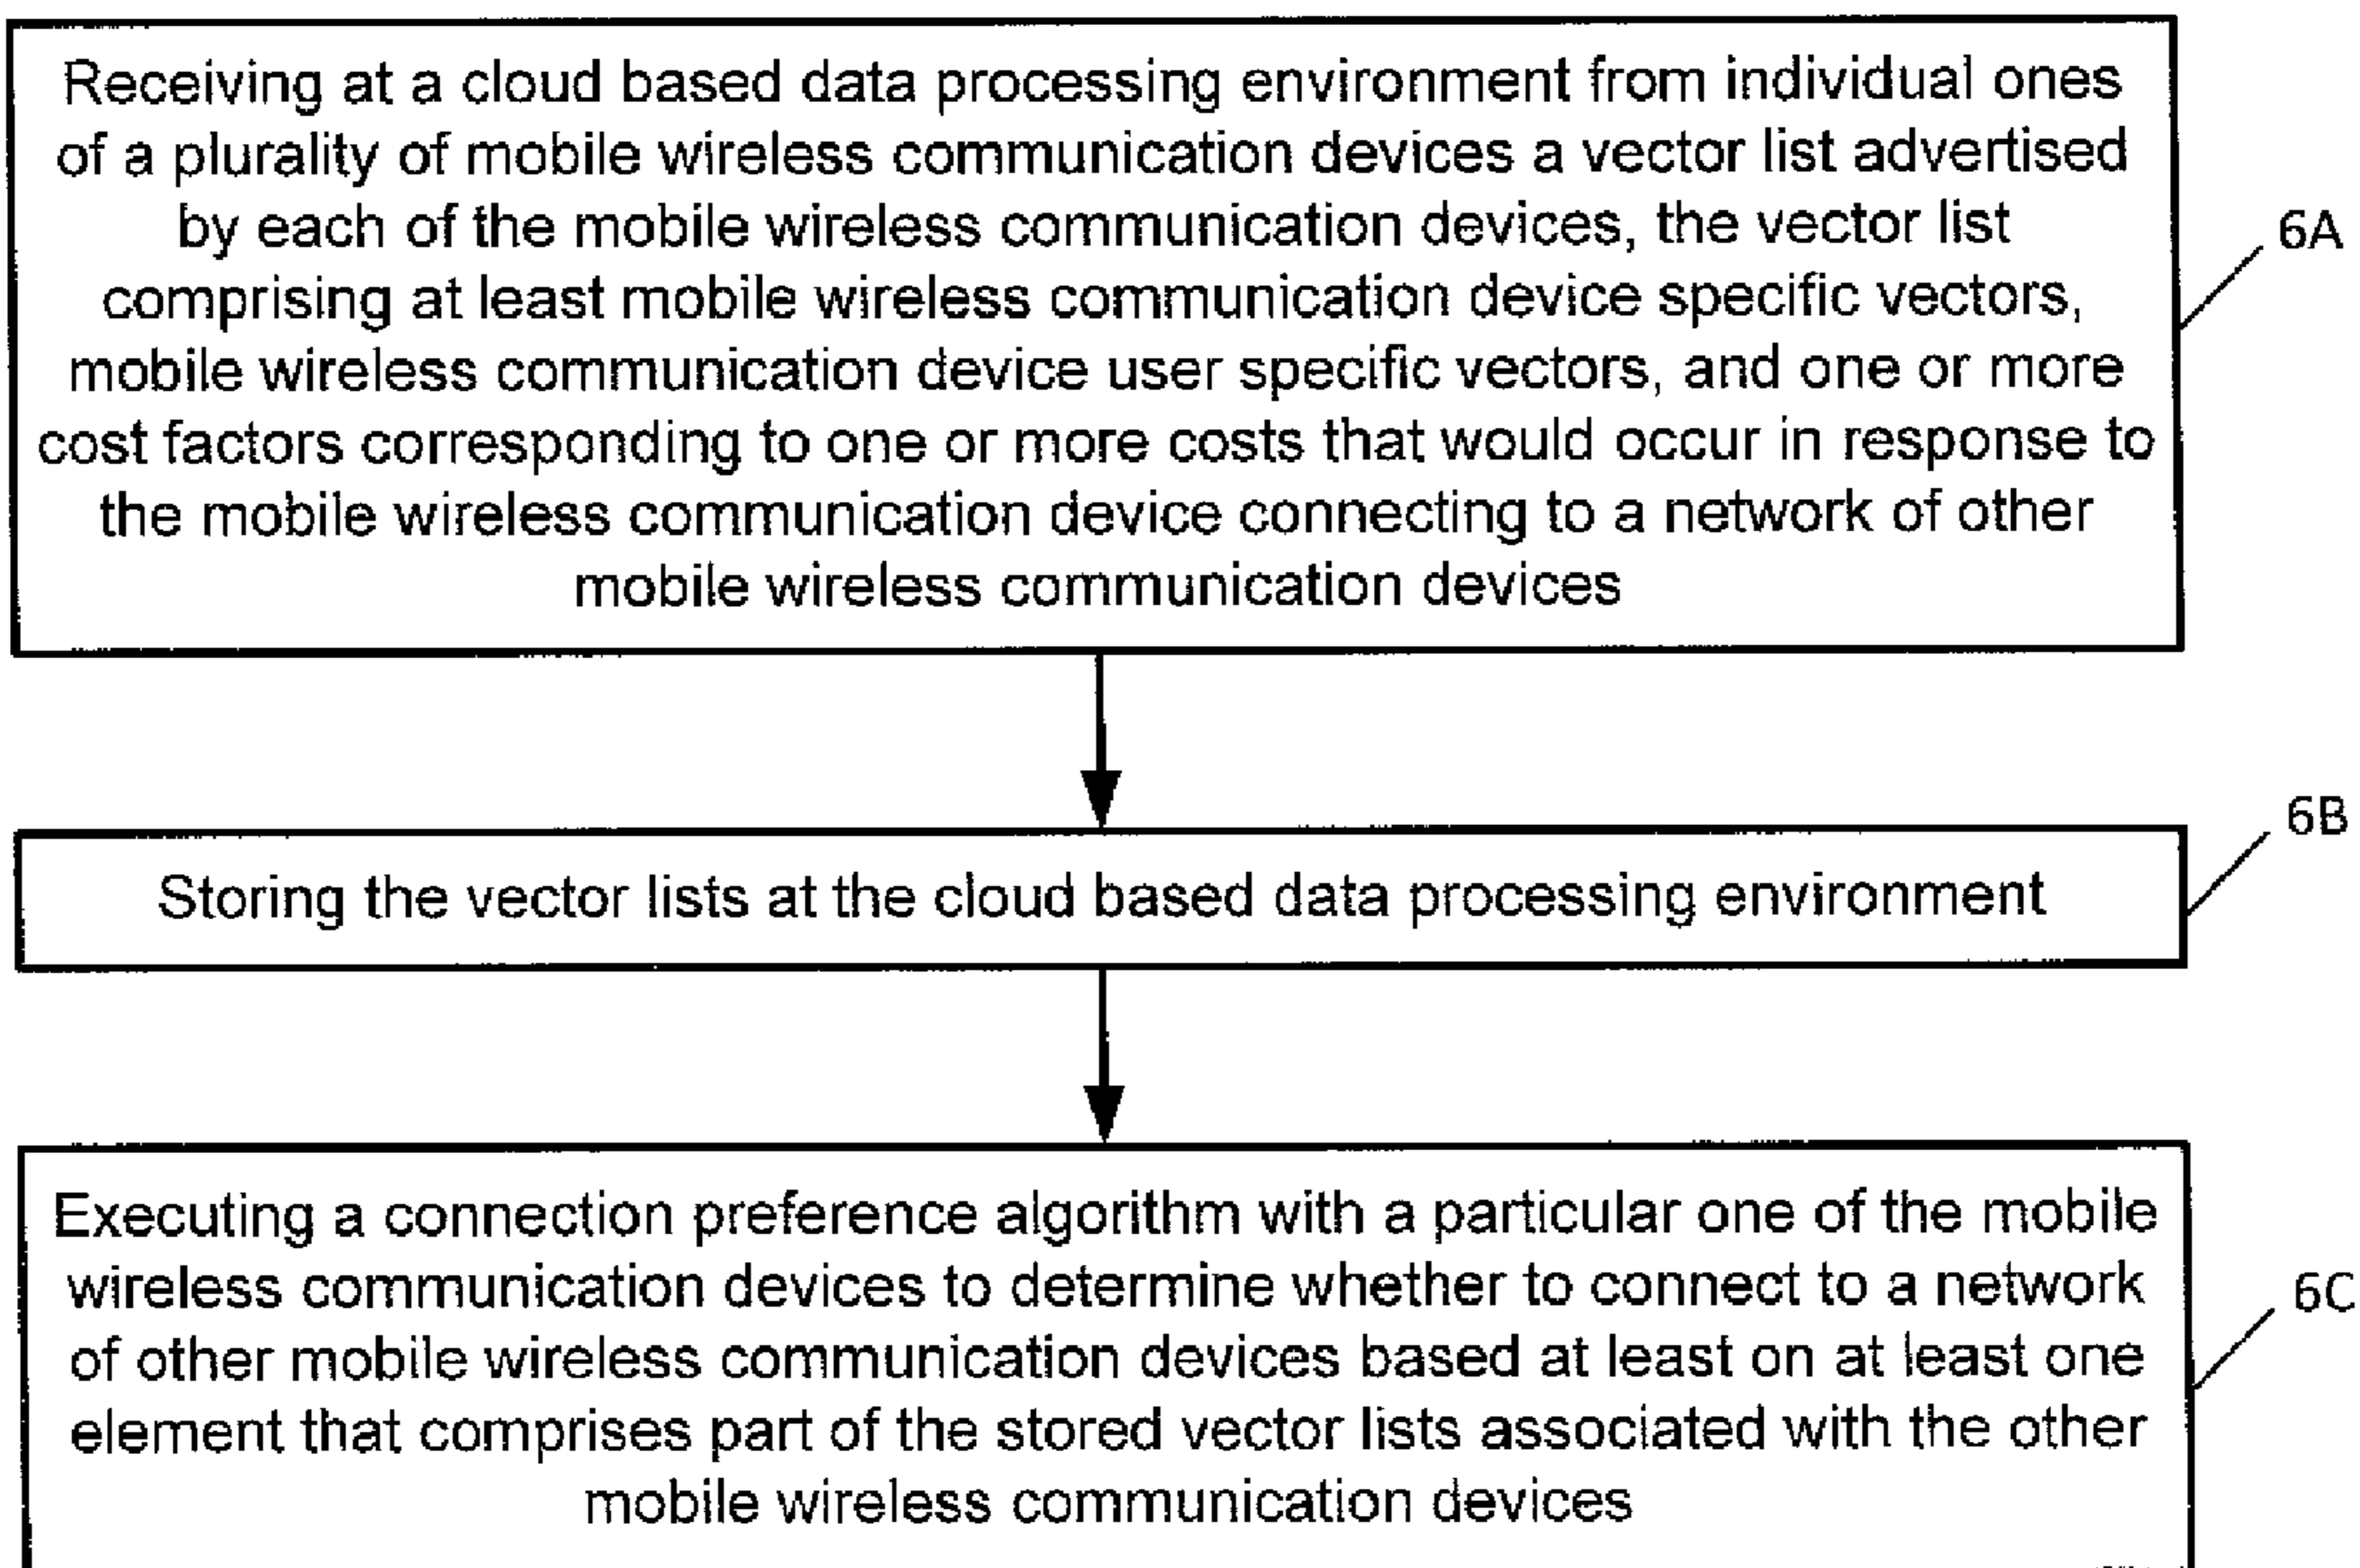 Receiving at a cloud based data processing environment from individual ones
of a plurality of mobile wireless communication devices a vector list advertised
by each of the mobile wireless communication devices, the vector list
comprising at least mobile wireless communication device specific vectors,
mobile wireless communication device user specific vectors, and one or more
cost factors corresponding to one or more costs that would occur in response to
the mobile wireless communication device connecting to a network of other
mobile wireless communication devices
6A
Storing the vector lists at the cloud based data processing environment
6B
Executing a connection preference algorithm with a particular one of the mobile
wireless communication devices to determine whether to connect to a network
of other mobile wireless communication devices based at least on at least one
element that comprises part of the stored vector lists associated with the other
mobile wireless communication devices
6C